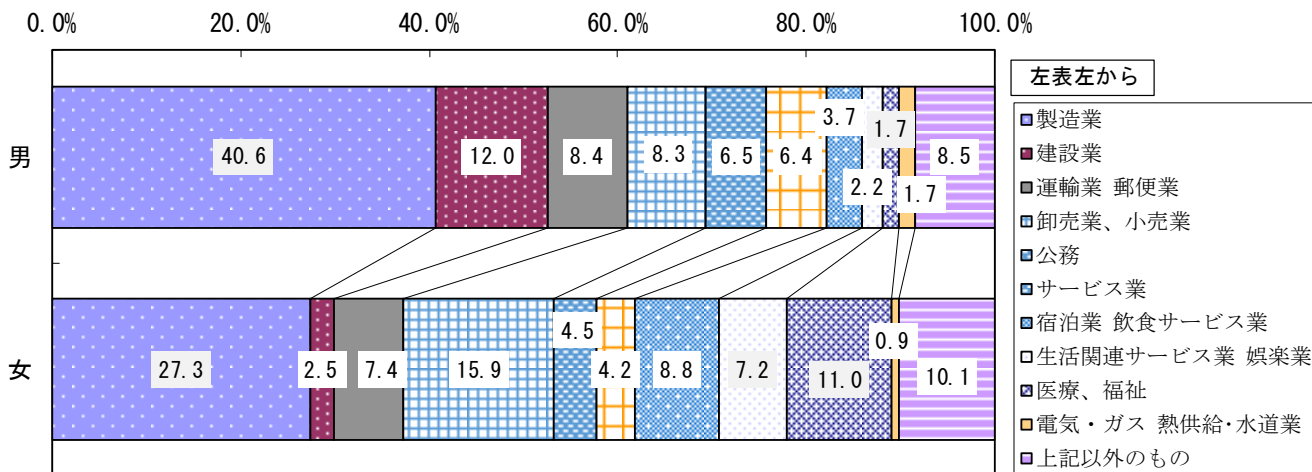 0.0% 20.0% 40.0% 60.0% 80.0% 100.0%
左表左から
男
40.6 12.0 8.4 8.3 6.5 6.4 3.7 2.2 1.7 1.7 8.5
女
27.3 2.5 7.4 15.9 4.5 4.2 8.8 7.2 11.0 0.9 10.1
製造業
建設業
運輸業 郵便業
卸売業、小売業
公務
サービス業
宿泊業 飲食サービス業
生活関連サービス業 娯楽業
医療、福祉
電気・ガス 熱供給・水道業
上記以外のもの